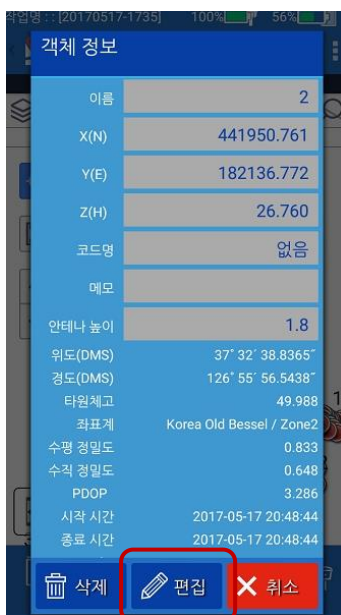 작업명 : : [20170517-1735] 100% 56%
객체 정보
이름 2
X(N) 441950.761
Y(E) 182136.772
Z(H) 26.760
코드명 없음
메모
안테나 높이 1.8
위도(DMS) 37° 32′ 38.8365″
경도(DMS) 126° 55′ 56.5438″
타원체고 49.988
좌표계 Korea Old Bessel / Zone2
수평 정밀도 0.833
수직 정밀도 0.648
PDOP 3.286
시작 시간 2017-05-17 20:48:44
종료 시간 2017-05-17 20:48:44
삭제 편집 취소